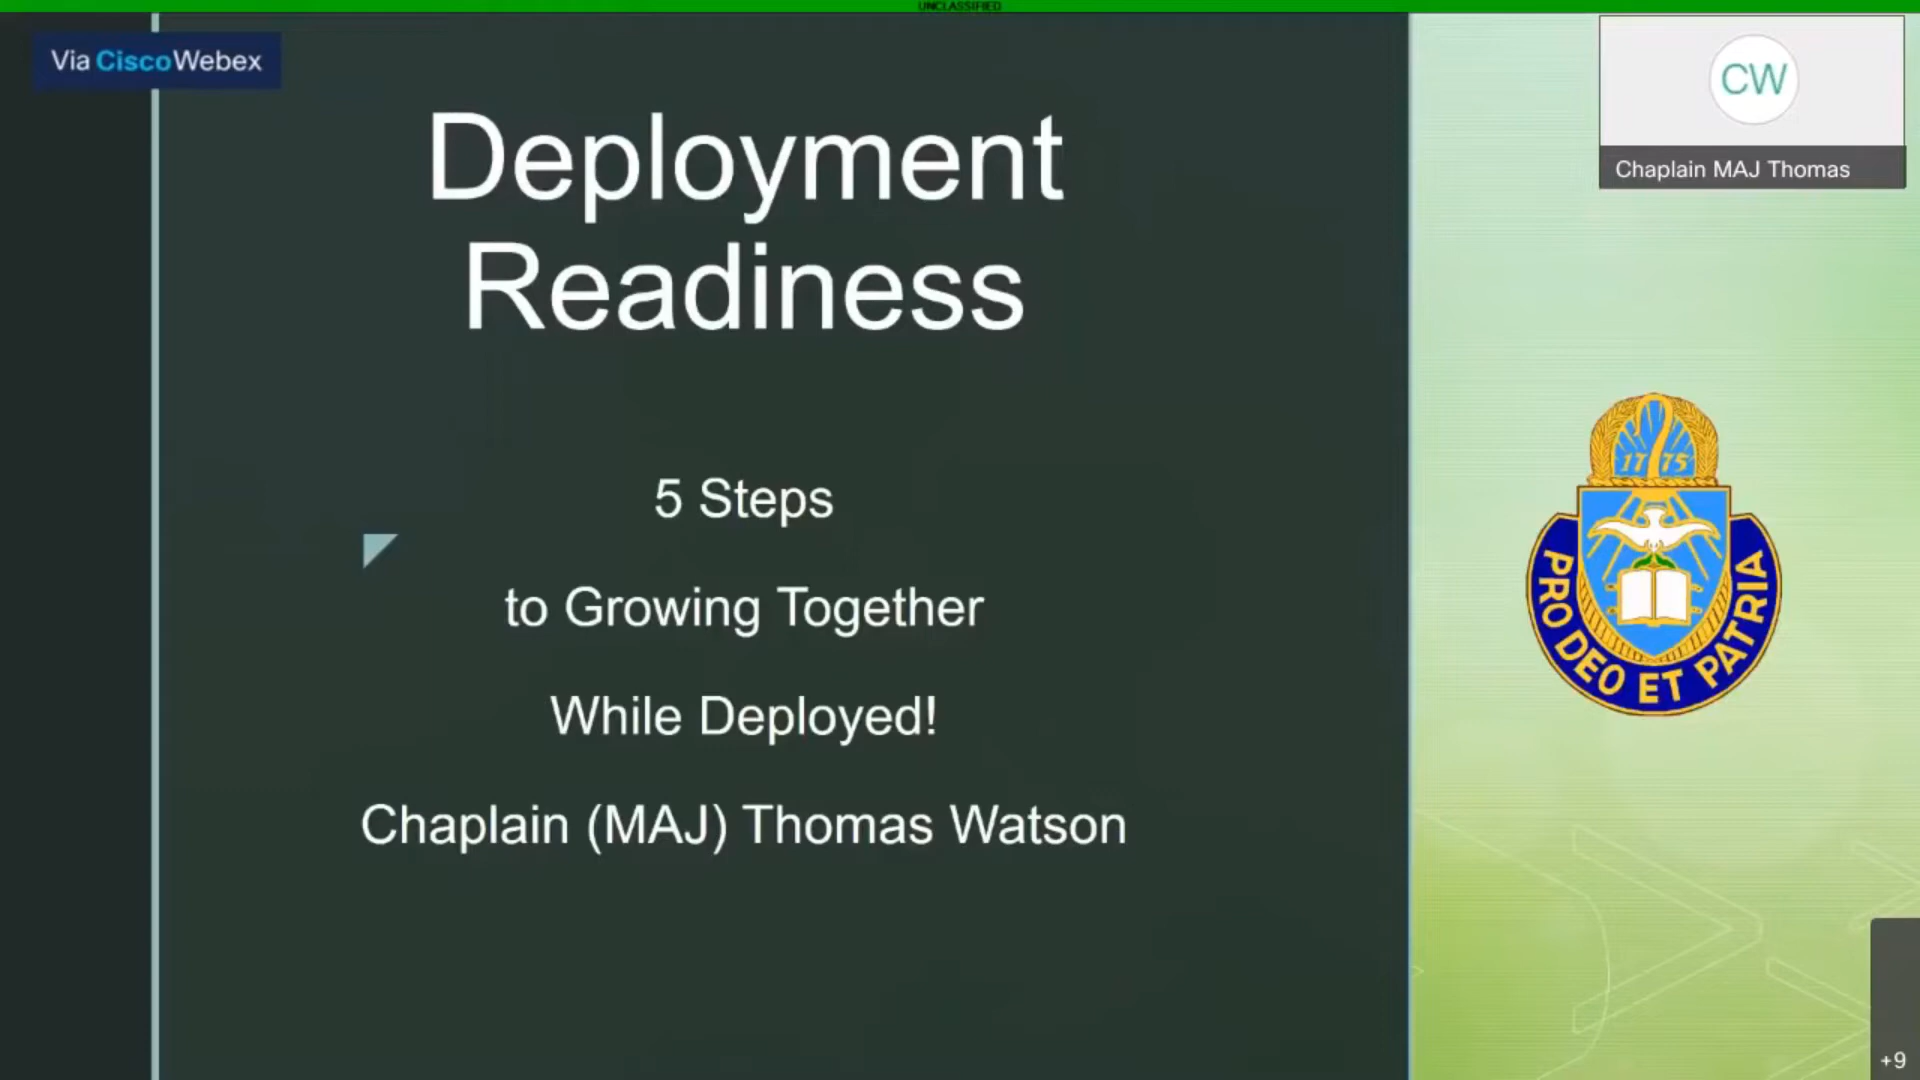 UNCLASSIFIED
Via CiscoWebex
CW
Chaplain MAJ Thomas
Deployment
Readiness
5 Steps
to Growing Together
While Deployed!
Chaplain (MAJ) Thomas Watson
1775
PRO DEO ET PATRIA
+9